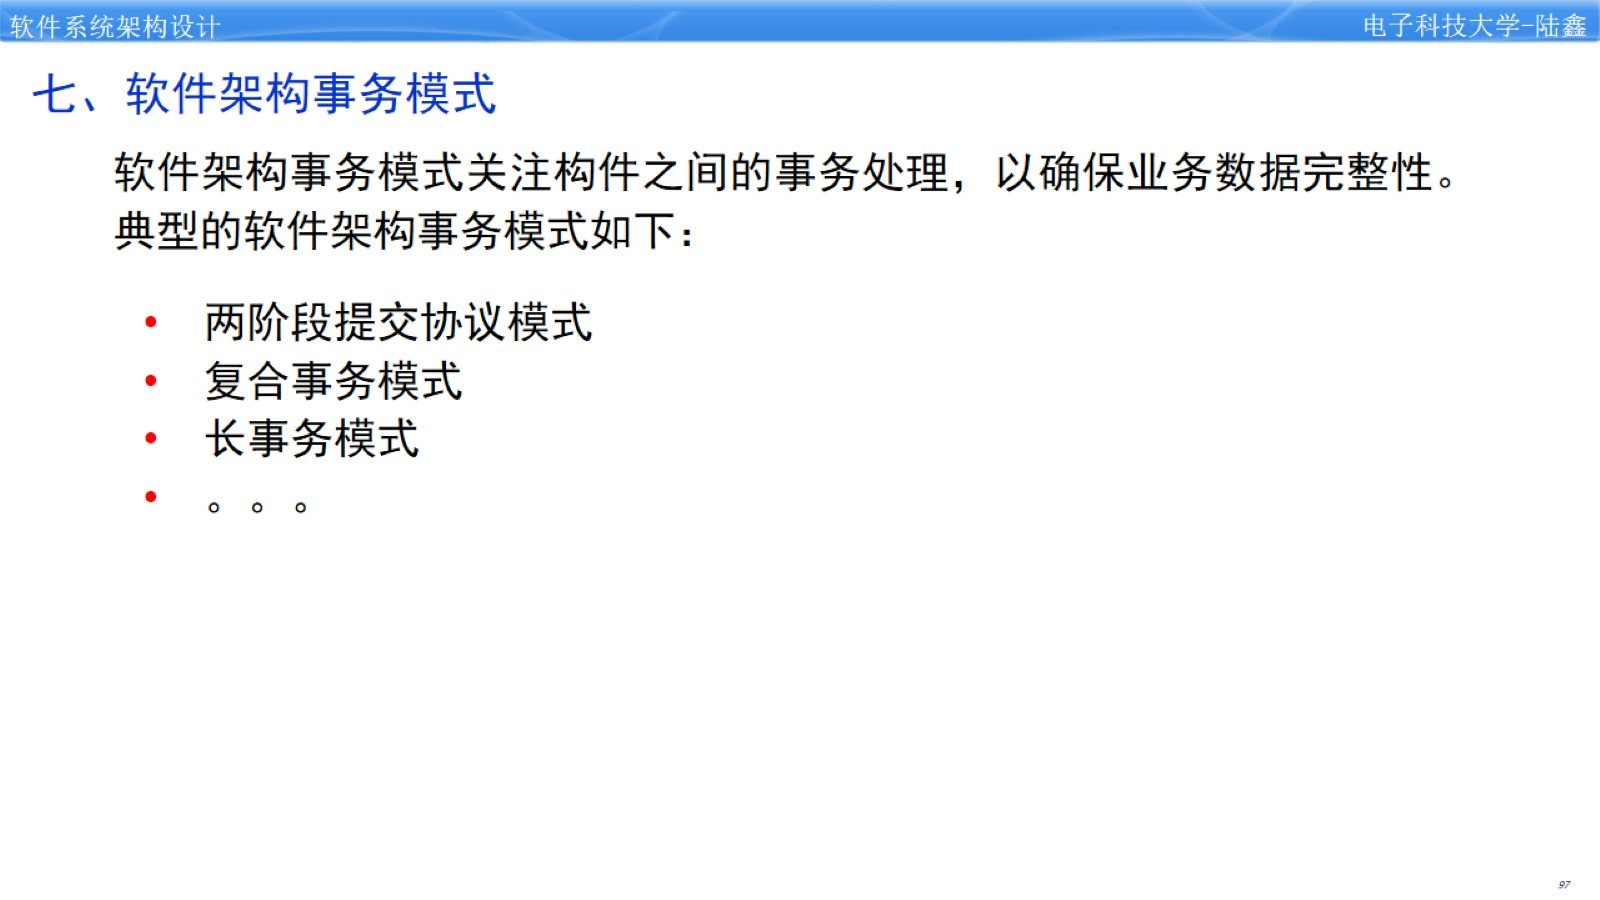 软件系统架构设计
电子科技大学-陆鑫
七、软件架构事务模式
软件架构事务模式关注构件之间的事务处理，以确保业务数据完整性。
典型的软件架构事务模式如下：
• 两阶段提交协议模式
• 复合事务模式
• 长事务模式
• 。。。
97